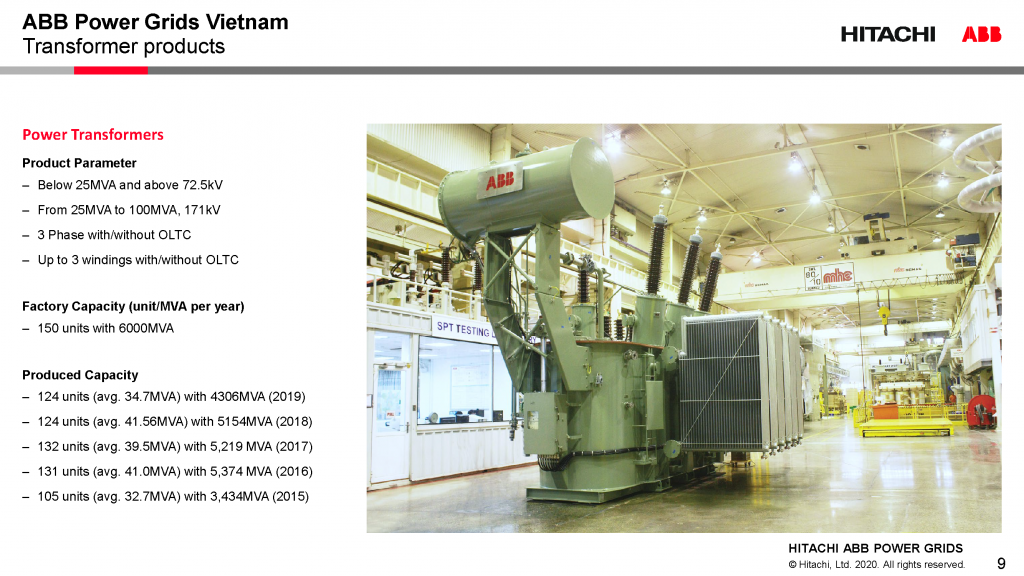 ABB Power Grids Vietnam
Transformer products
HITACHI ABB
Power Transformers
Product Parameter
– Below 25MVA and above 72.5kV
– From 25MVA to 100MVA, 171kV
– 3 Phase with/without OLTC
– Up to 3 windings with/without OLTC
Factory Capacity (unit/MVA per year)
– 150 units with 6000MVA
Produced Capacity
– 124 units (avg. 34.7MVA) with 4306MVA (2019)
– 124 units (avg. 41.56MVA) with 5154MVA (2018)
– 132 units (avg. 39.5MVA) with 5,219 MVA (2017)
– 131 units (avg. 41.0MVA) with 5,374 MVA (2016)
– 105 units (avg. 32.7MVA) with 3,434MVA (2015)
ABB
80/10
mhe
SPT TESTING
HITACHI ABB POWER GRIDS
© Hitachi, Ltd. 2020. All rights reserved.
9